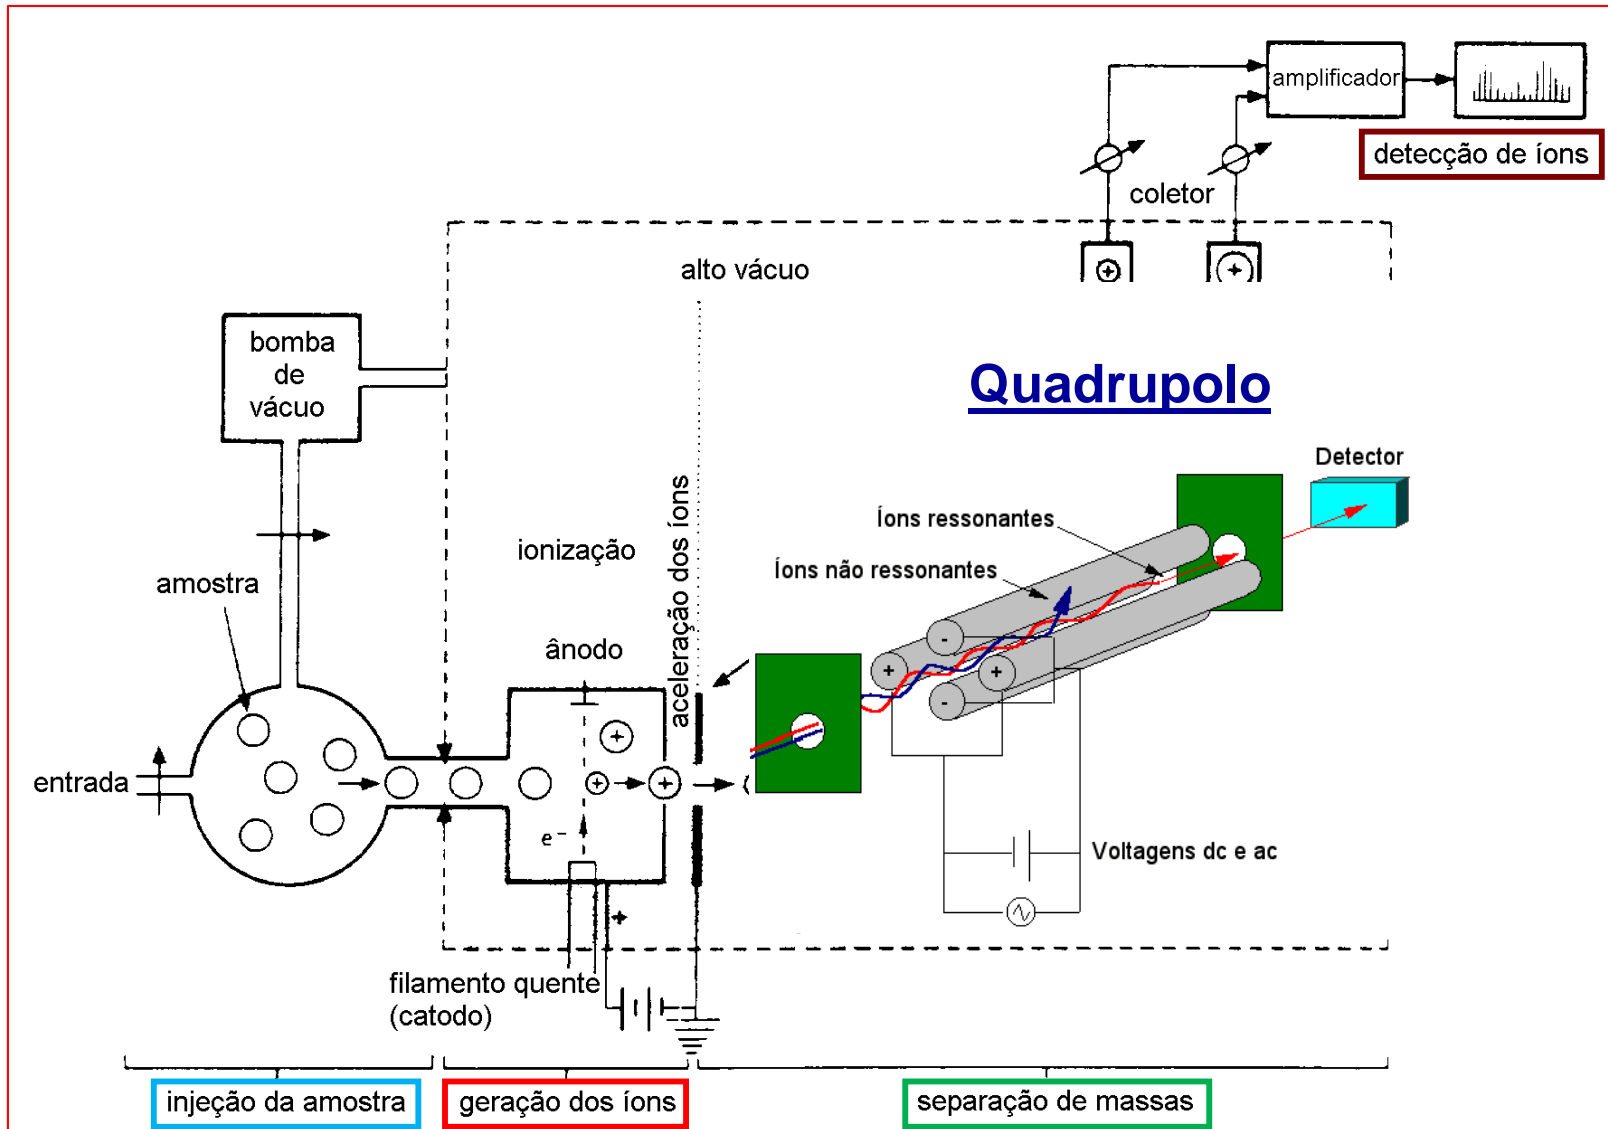 amplificador
detecção de íons
coletor
alto vácuo
bomba
de
vácuo
Quadrupolo
Detector
Íons ressonantes
Íons não ressonantes
aceleração dos íons
ionização
amostra
ânodo
-
+
+
-
+
+
+
+
+
entrada
e-
+
Voltagens dc e ac
filamento quente
(catodo)
injeção da amostra
geração dos íons
separação de massas